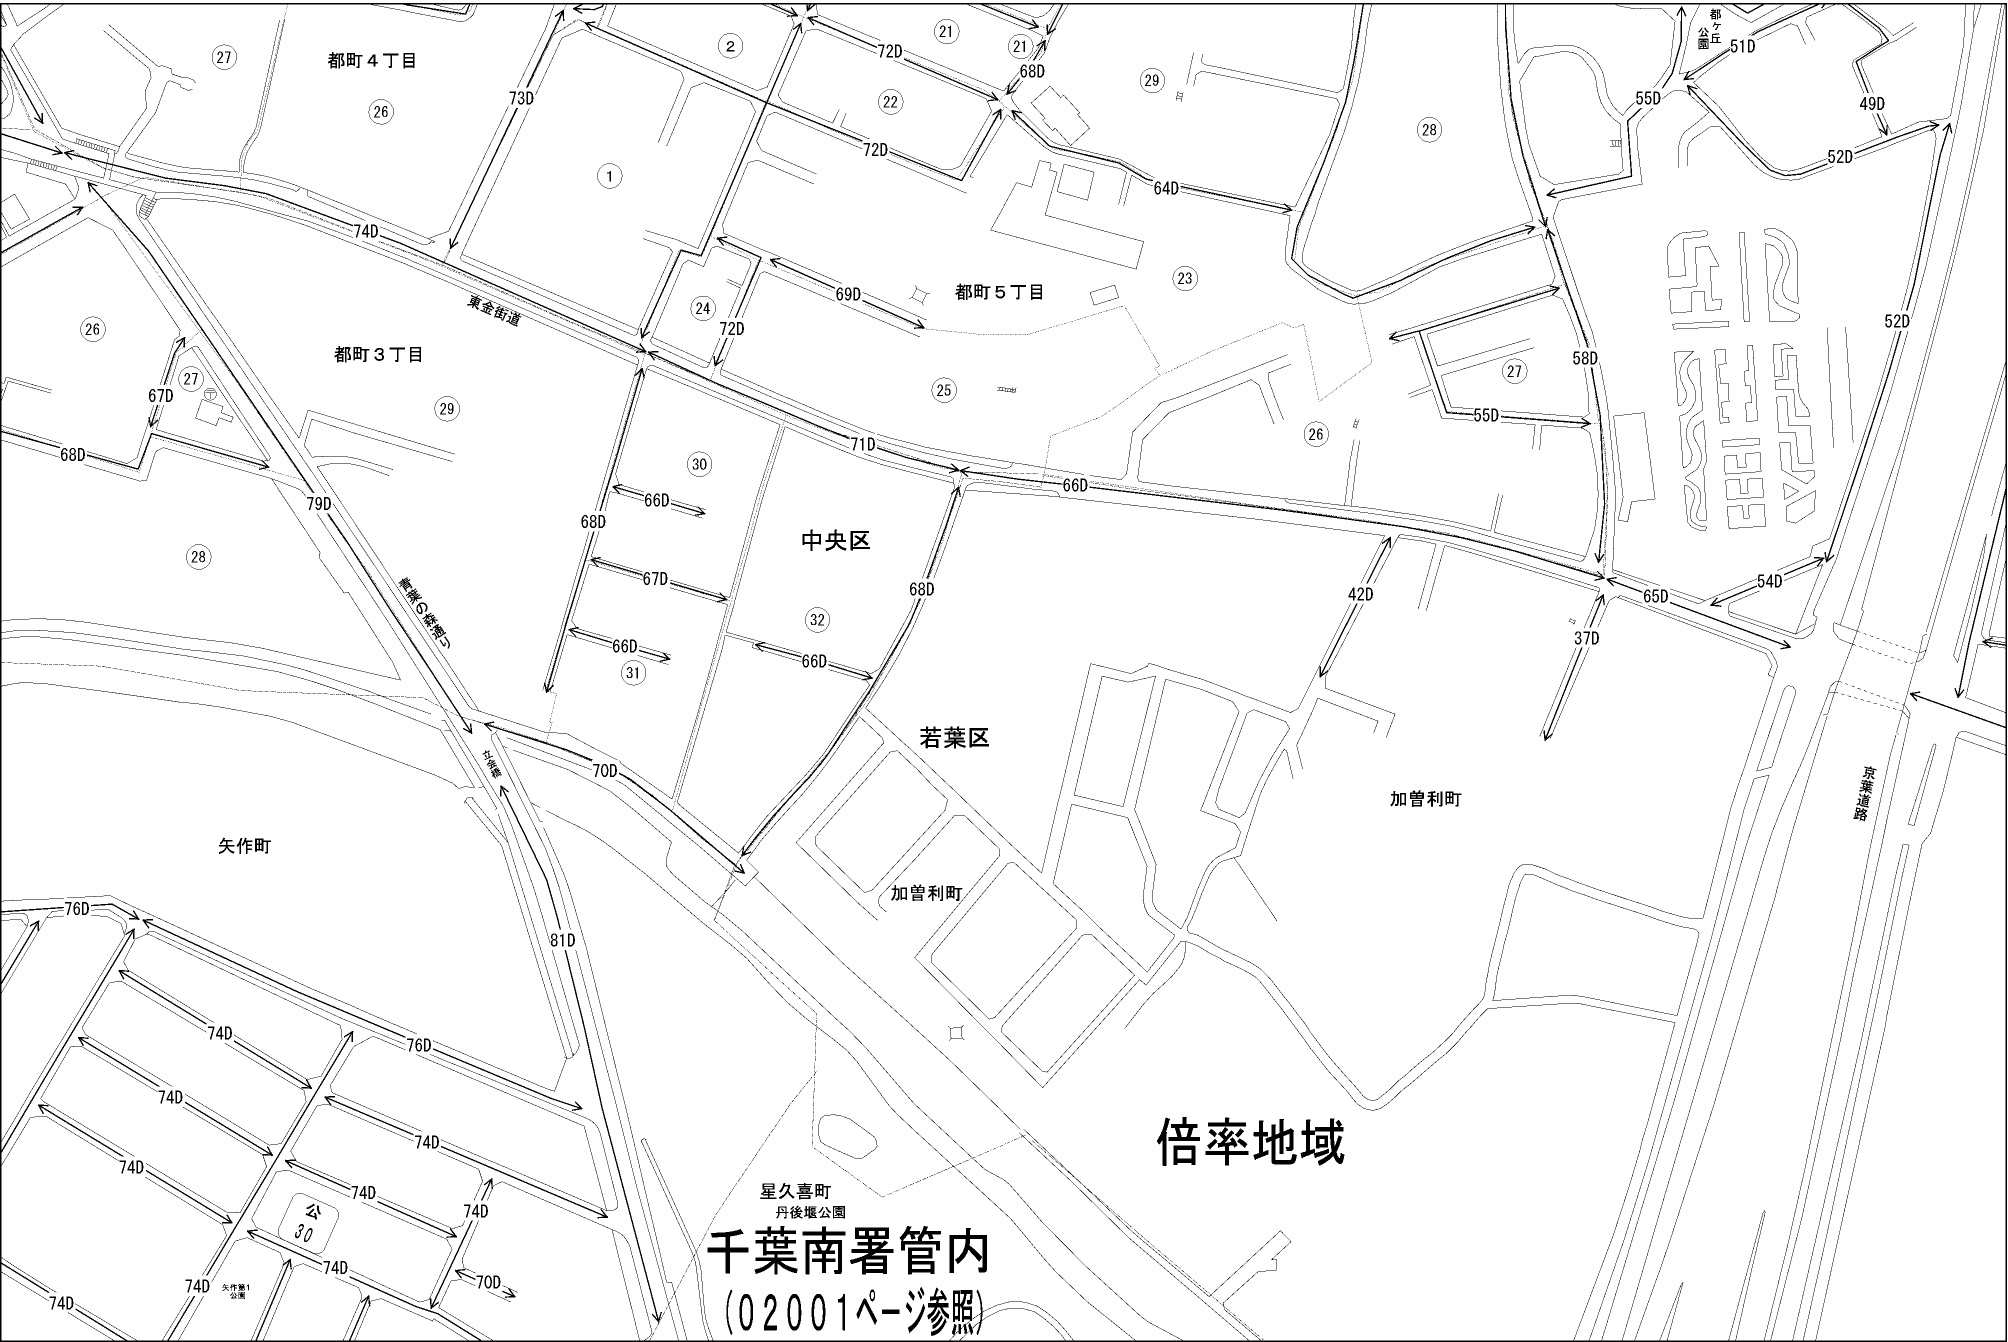 都ヶ丘
公園
27
都町4丁目
2
21
21
72D
51D
68D
29
73D
26
22
55D
49D
28
72D
52D
1
64D
74D
23
69D
都町5丁目
24
東金街道
26
72D
52D
都町3丁目
58D
27
27
25
67D
29
55D
26
68D
71D
30
66D
79D
66D
68D
中央区
28
67D
54D
青葉の森通り
68D
42D
65D
32
37D
66D
66D
31
若葉区
立会橋
70D
加曽利町
京葉道路
矢作町
加曽利町
76D
81D
74D
76D
74D
74D
倍率地域
74D
74D
星久喜町
丹後堰公園
公
30
74D
千葉南署管内
74D
70D
74D
矢作第1
公園
74D
(02001ページ参照)